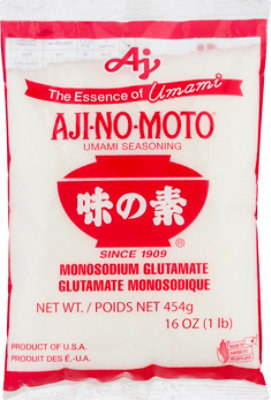 Aj
The Essence of Umami
AJI-NO-MOTO®
UMAMI SEASONING
味の素
®
SINCE 1909
MONOSODIUM GLUTAMATE
GLUTAMATE MONOSODIQUE
NET WT. / POIDS NET 454g
16 OZ (1 lb)
PRODUCT OF U.S.A.
PRODUIT DES É.-U.A.